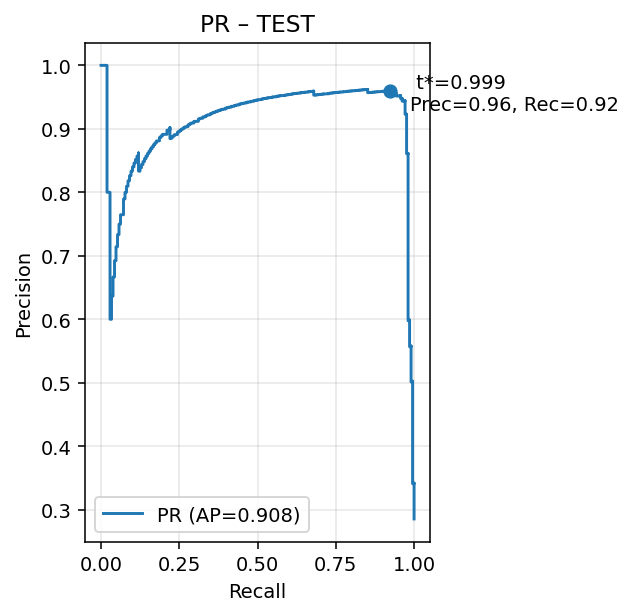 PR – TEST
t*=0.999
Prec=0.96, Rec=0.92
Precision
1.0
0.9
0.8
0.7
0.6
0.5
0.4
0.3
PR (AP=0.908)
0.00 0.25 0.50 0.75 1.00
Recall